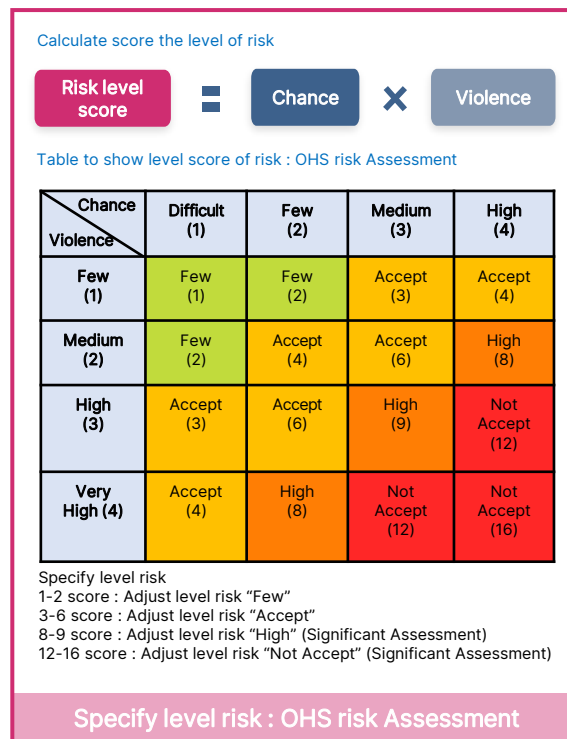 Calculate score the level of risk
Risk level
score
=
Chance
×
Violence
Table to show level score of risk : OHS risk Assessment
Chance
Violence
Difficult
(1)
Few
(2)
Medium
(3)
High
(4)
Few
(1)
Few
(1)
Few
(2)
Accept
(3)
Accept
(4)
Medium
(2)
Few
(2)
Accept
(4)
Accept
(6)
High
(8)
High
(3)
Accept
(3)
Accept
(6)
High
(9)
Not
Accept
(12)
Very
High (4)
Accept
(4)
High
(8)
Not
Accept
(12)
Not
Accept
(16)
Specify level risk
1-2 score : Adjust level risk “Few”
3-6 score : Adjust level risk “Accept”
8-9 score : Adjust level risk “High” (Significant Assessment)
12-16 score : Adjust level risk “Not Accept” (Significant Assessment)
Specify level risk : OHS risk Assessment